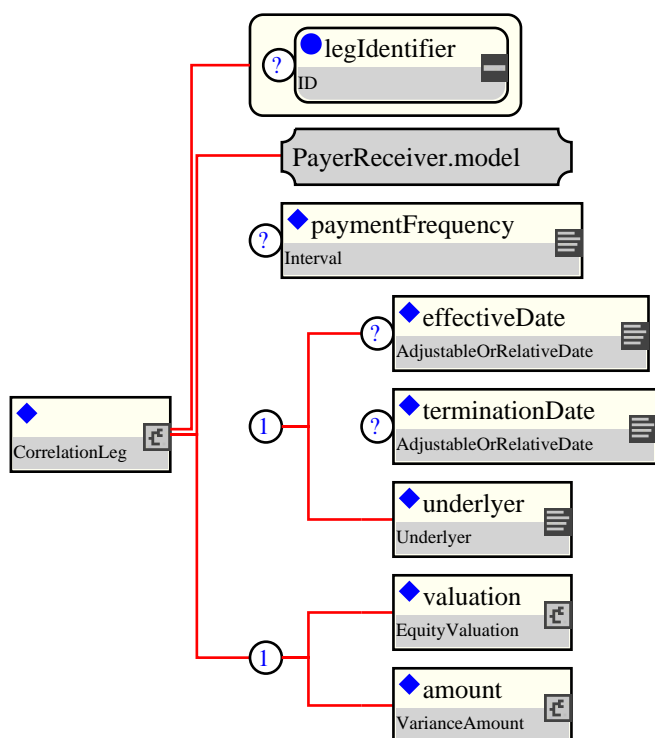 legIdentifier
?
ID
PayerReceiver.model
paymentFrequency
?
Interval
effectiveDate
?
AdjustableOrRelativeDate
terminationDate
1
?
AdjustableOrRelativeDate
CorrelationLeg
underlyer
Underlyer
valuation
EquityValuation
1
amount
VarianceAmount